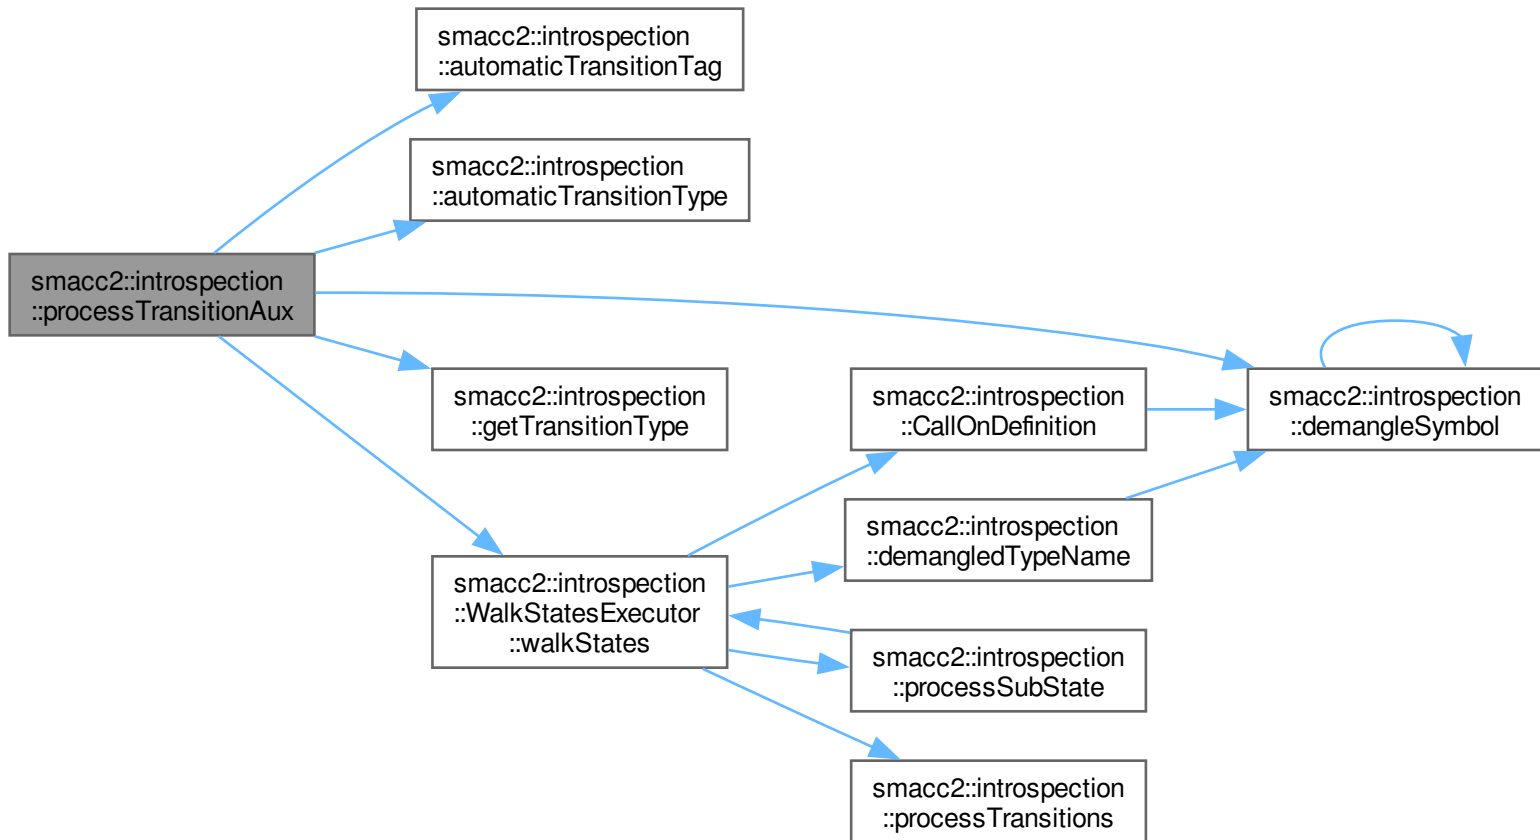 smacc2::introspection
::automaticTransitionTag
smacc2::introspection
::automaticTransitionType
smacc2::introspection
::processTransitionAux
smacc2::introspection
::getTransitionType
smacc2::introspection
::CallOnDefinition
smacc2::introspection
::demangleSymbol
smacc2::introspection
::demangledTypeName
smacc2::introspection
::WalkStatesExecutor
::walkStates
smacc2::introspection
::processSubState
smacc2::introspection
::processTransitions